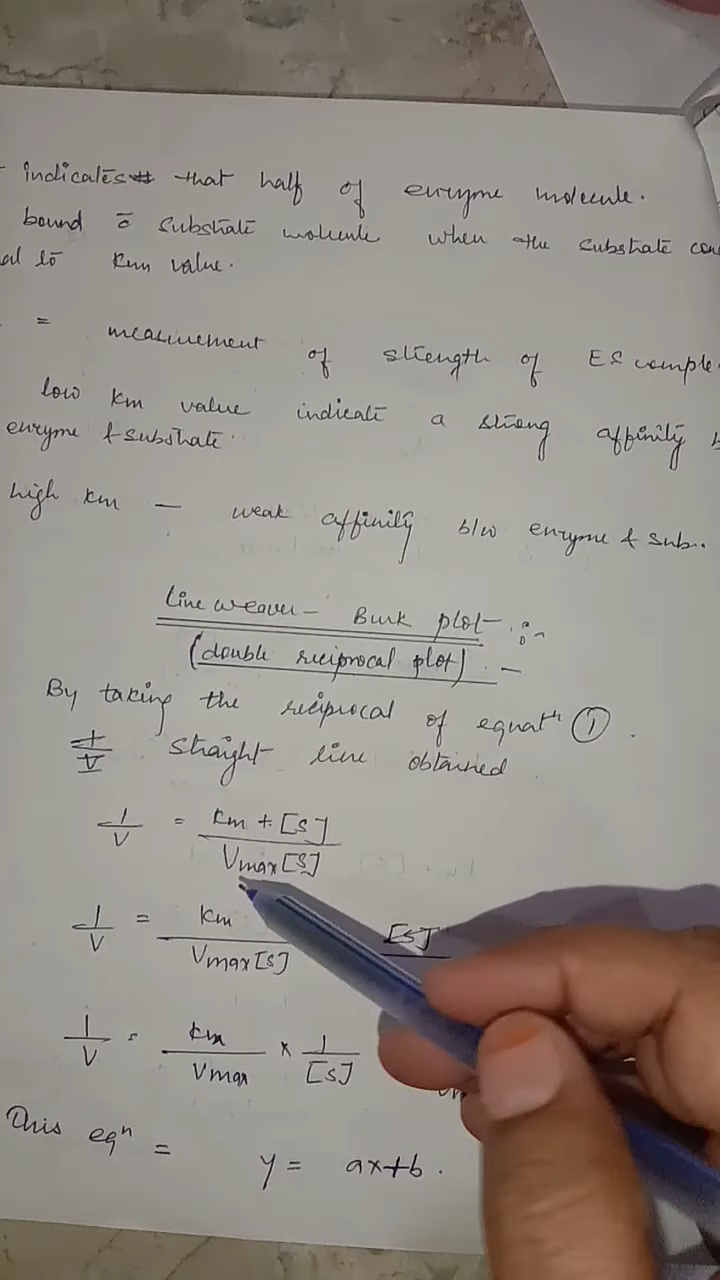 indicates that half of enzyme molecule.
bound c̄ substrate molecule when the substrate con
al to km value.
= measurement of strength of ES comple
low km value indicate a strong affinity b
enzyme & substrate.
high km — weak affinity b/w enzyme & sub..
Line weaver - Burk plot :-
(double reciprocal plot). -
By taking the reciprocal of equatⁿ ①.
straight line obtained
1/V = km + [S] / Vmax [S]
1/V = km / Vmax [S] [S]
1/V = km / Vmax × 1/[S]
This eqⁿ = y = ax+b.